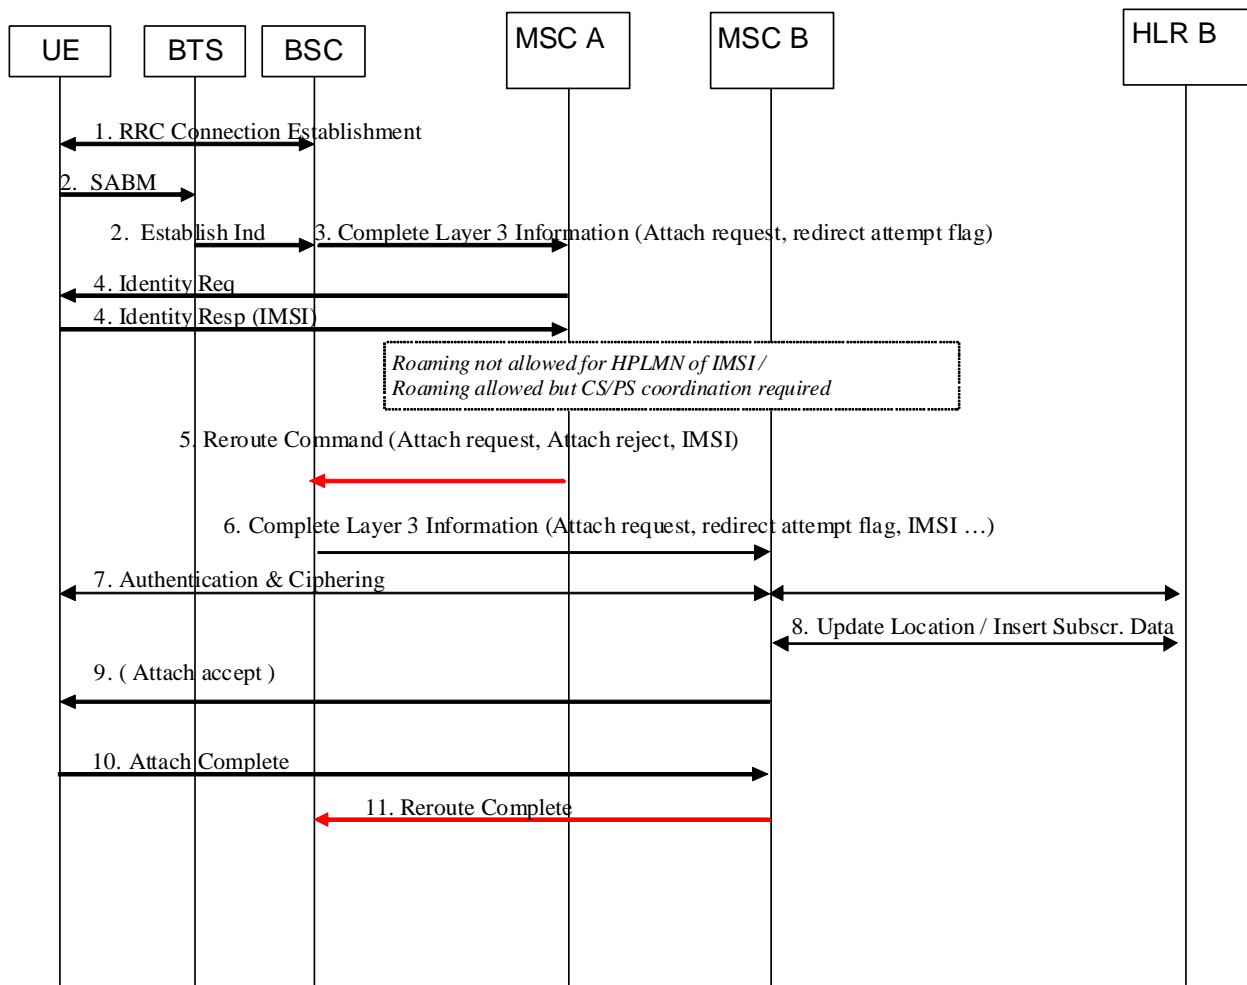 UE
BTS
BSC
MSC A
MSC B
HLR B
1. RRC Connection Establishment
2. SABM
2. Establish Ind
3. Complete Layer 3 Information (Attach request, redirect attempt flag)
4. Identity Req
4. Identity Resp (IMSI)
Roaming not allowed for HPLMN of IMSI /
Roaming allowed but CS/PS coordination required
5. Reroute Command (Attach request, Attach reject, IMSI)
6. Complete Layer 3 Information (Attach request, redirect attempt flag, IMSI …)
7. Authentication & Ciphering
8. Update Location / Insert Subscr. Data
9. ( Attach accept )
10. Attach Complete
11. Reroute Complete